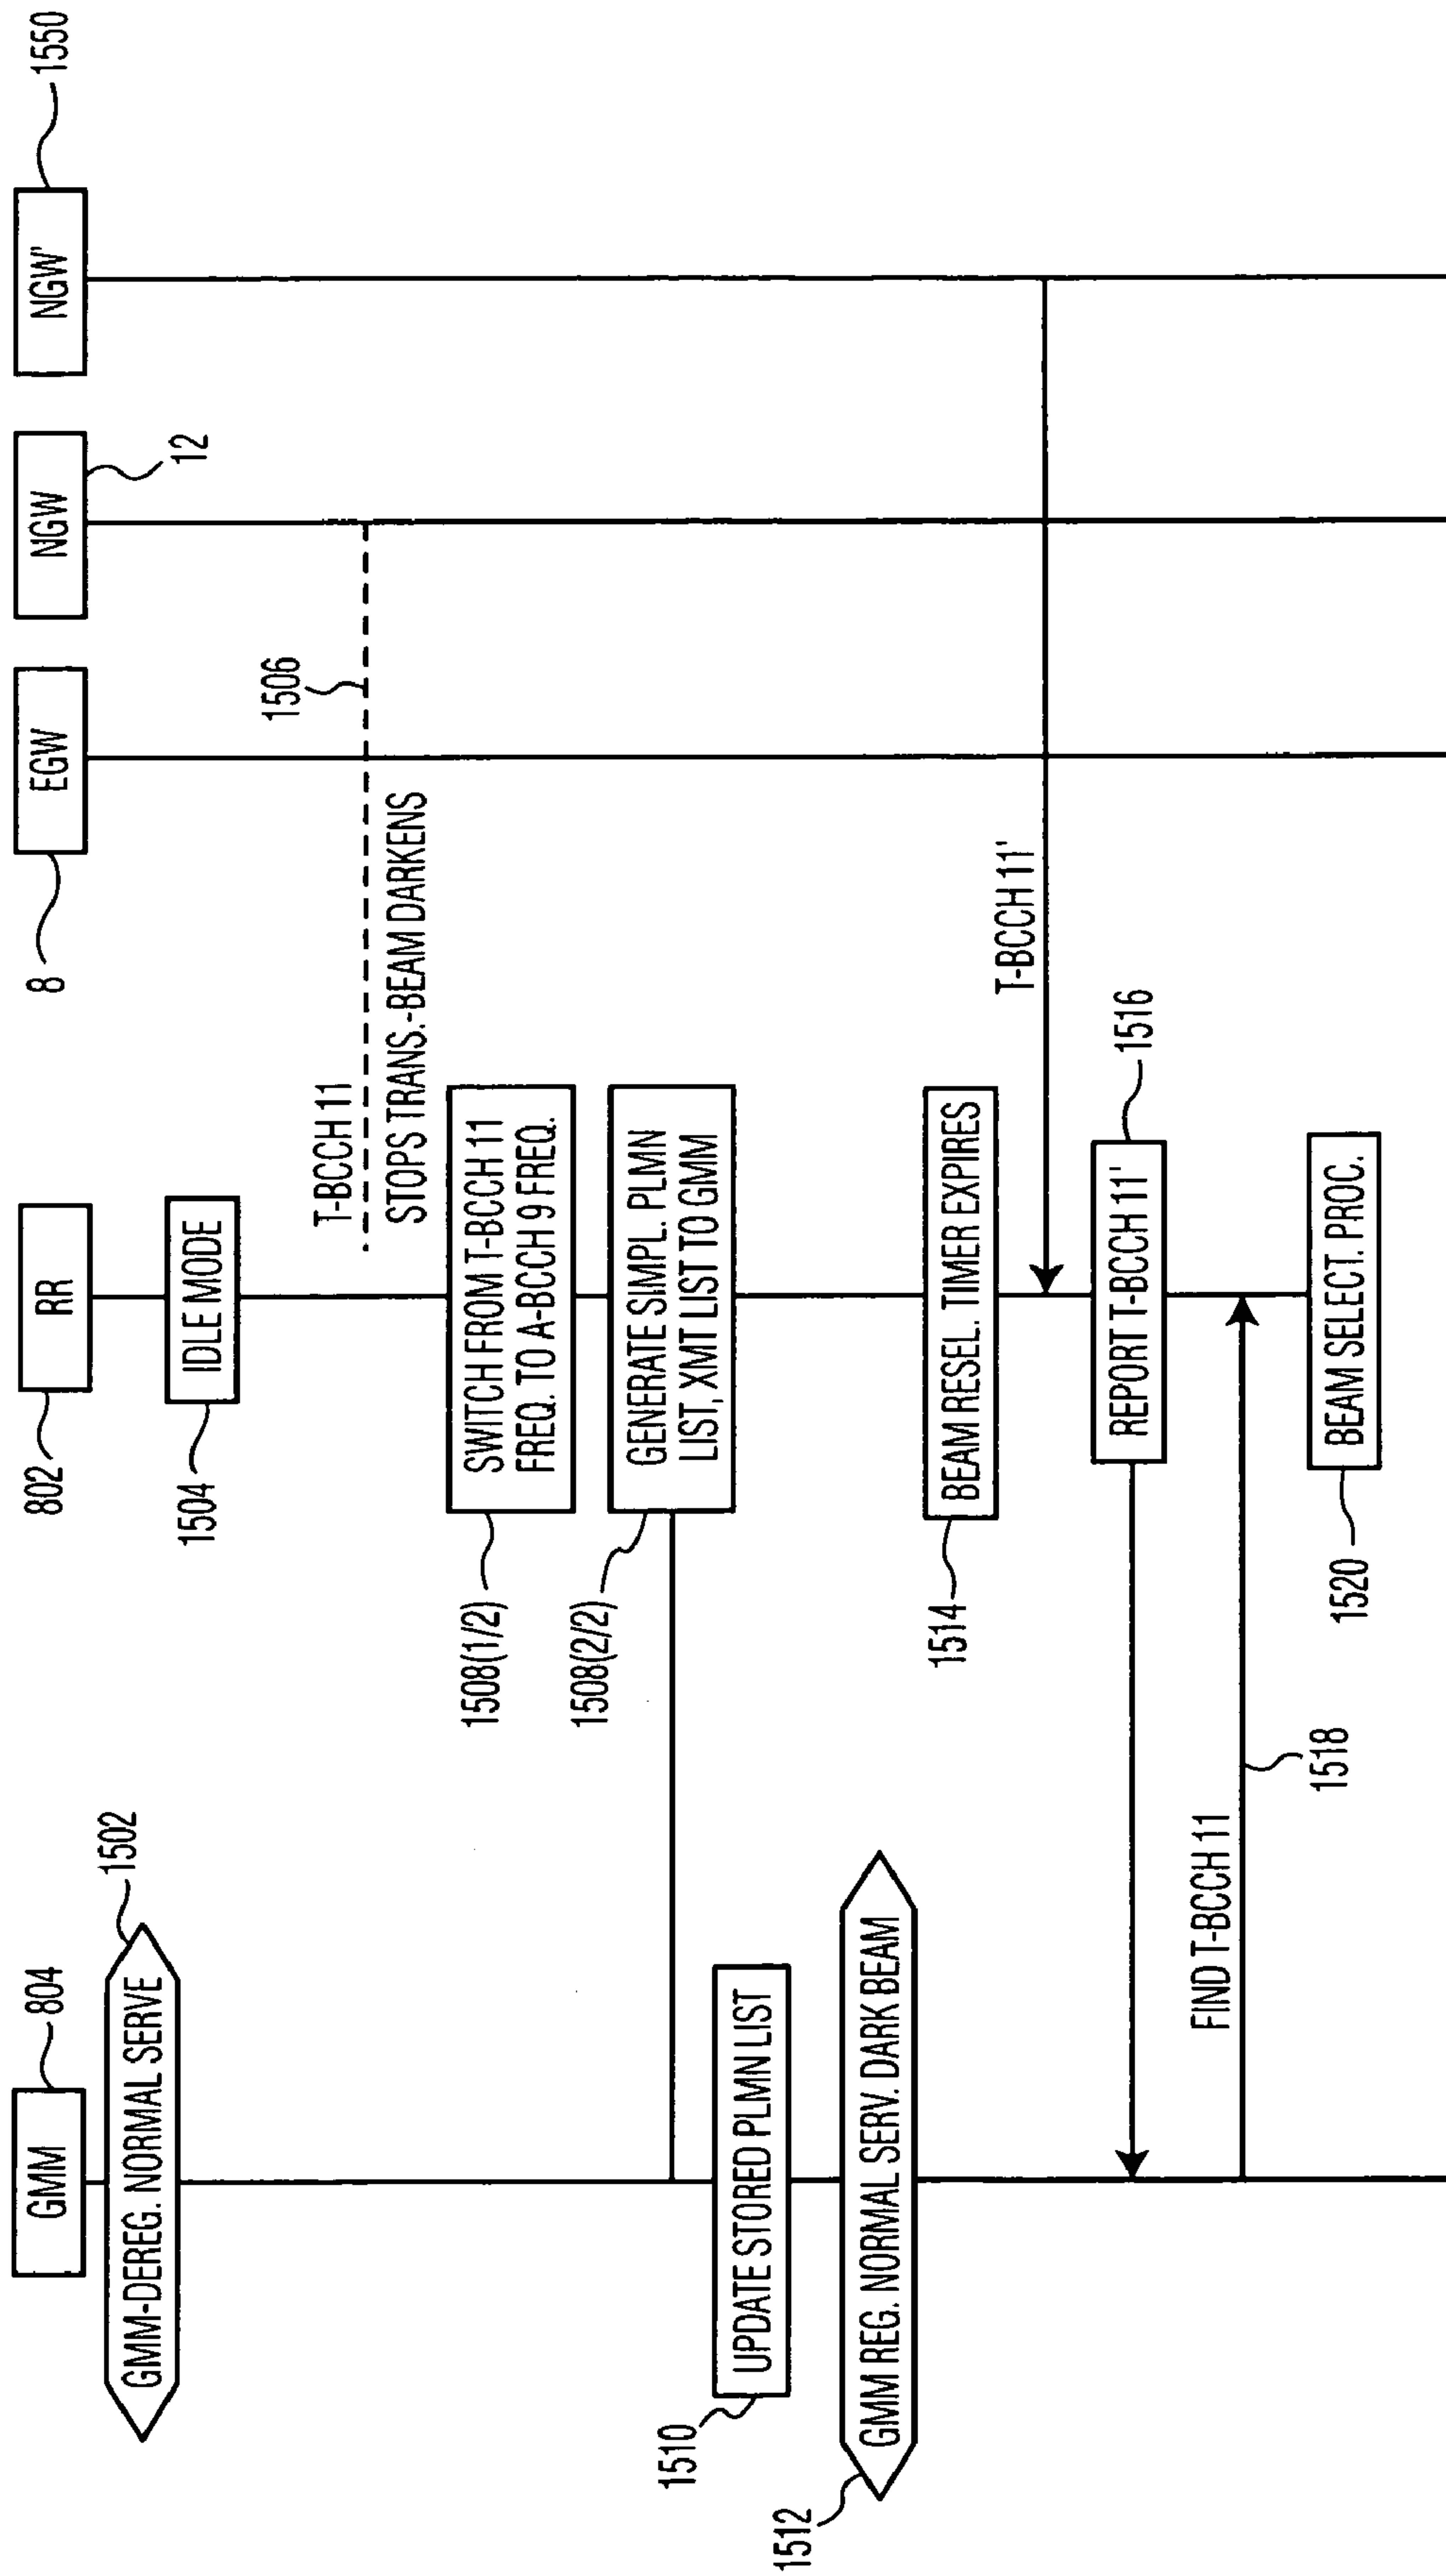 GMM
804
RR
802
EGW
8
NGW
12
NGW'
1550
GMM-DEREG. NORMAL SERVE
1502
IDLE MODE
1504
T-BCCH 11
1506
STOPS TRANS.-BEAM DARKENS
SWITCH FROM T-BCCH 11
FREQ. TO A-BCCH 9 FREQ.
1508(1/2)
GENERATE SIMPL. PLMN
LIST, XMT LIST TO GMM
1508(2/2)
UPDATE STORED PLMN LIST
1510
GMM REG. NORMAL SERV. DARK BEAM
1512
BEAM RESEL. TIMER EXPIRES
1514
T-BCCH 11'
REPORT T-BCCH 11'
1516
FIND T-BCCH 11
1518
BEAM SELECT. PROC.
1520